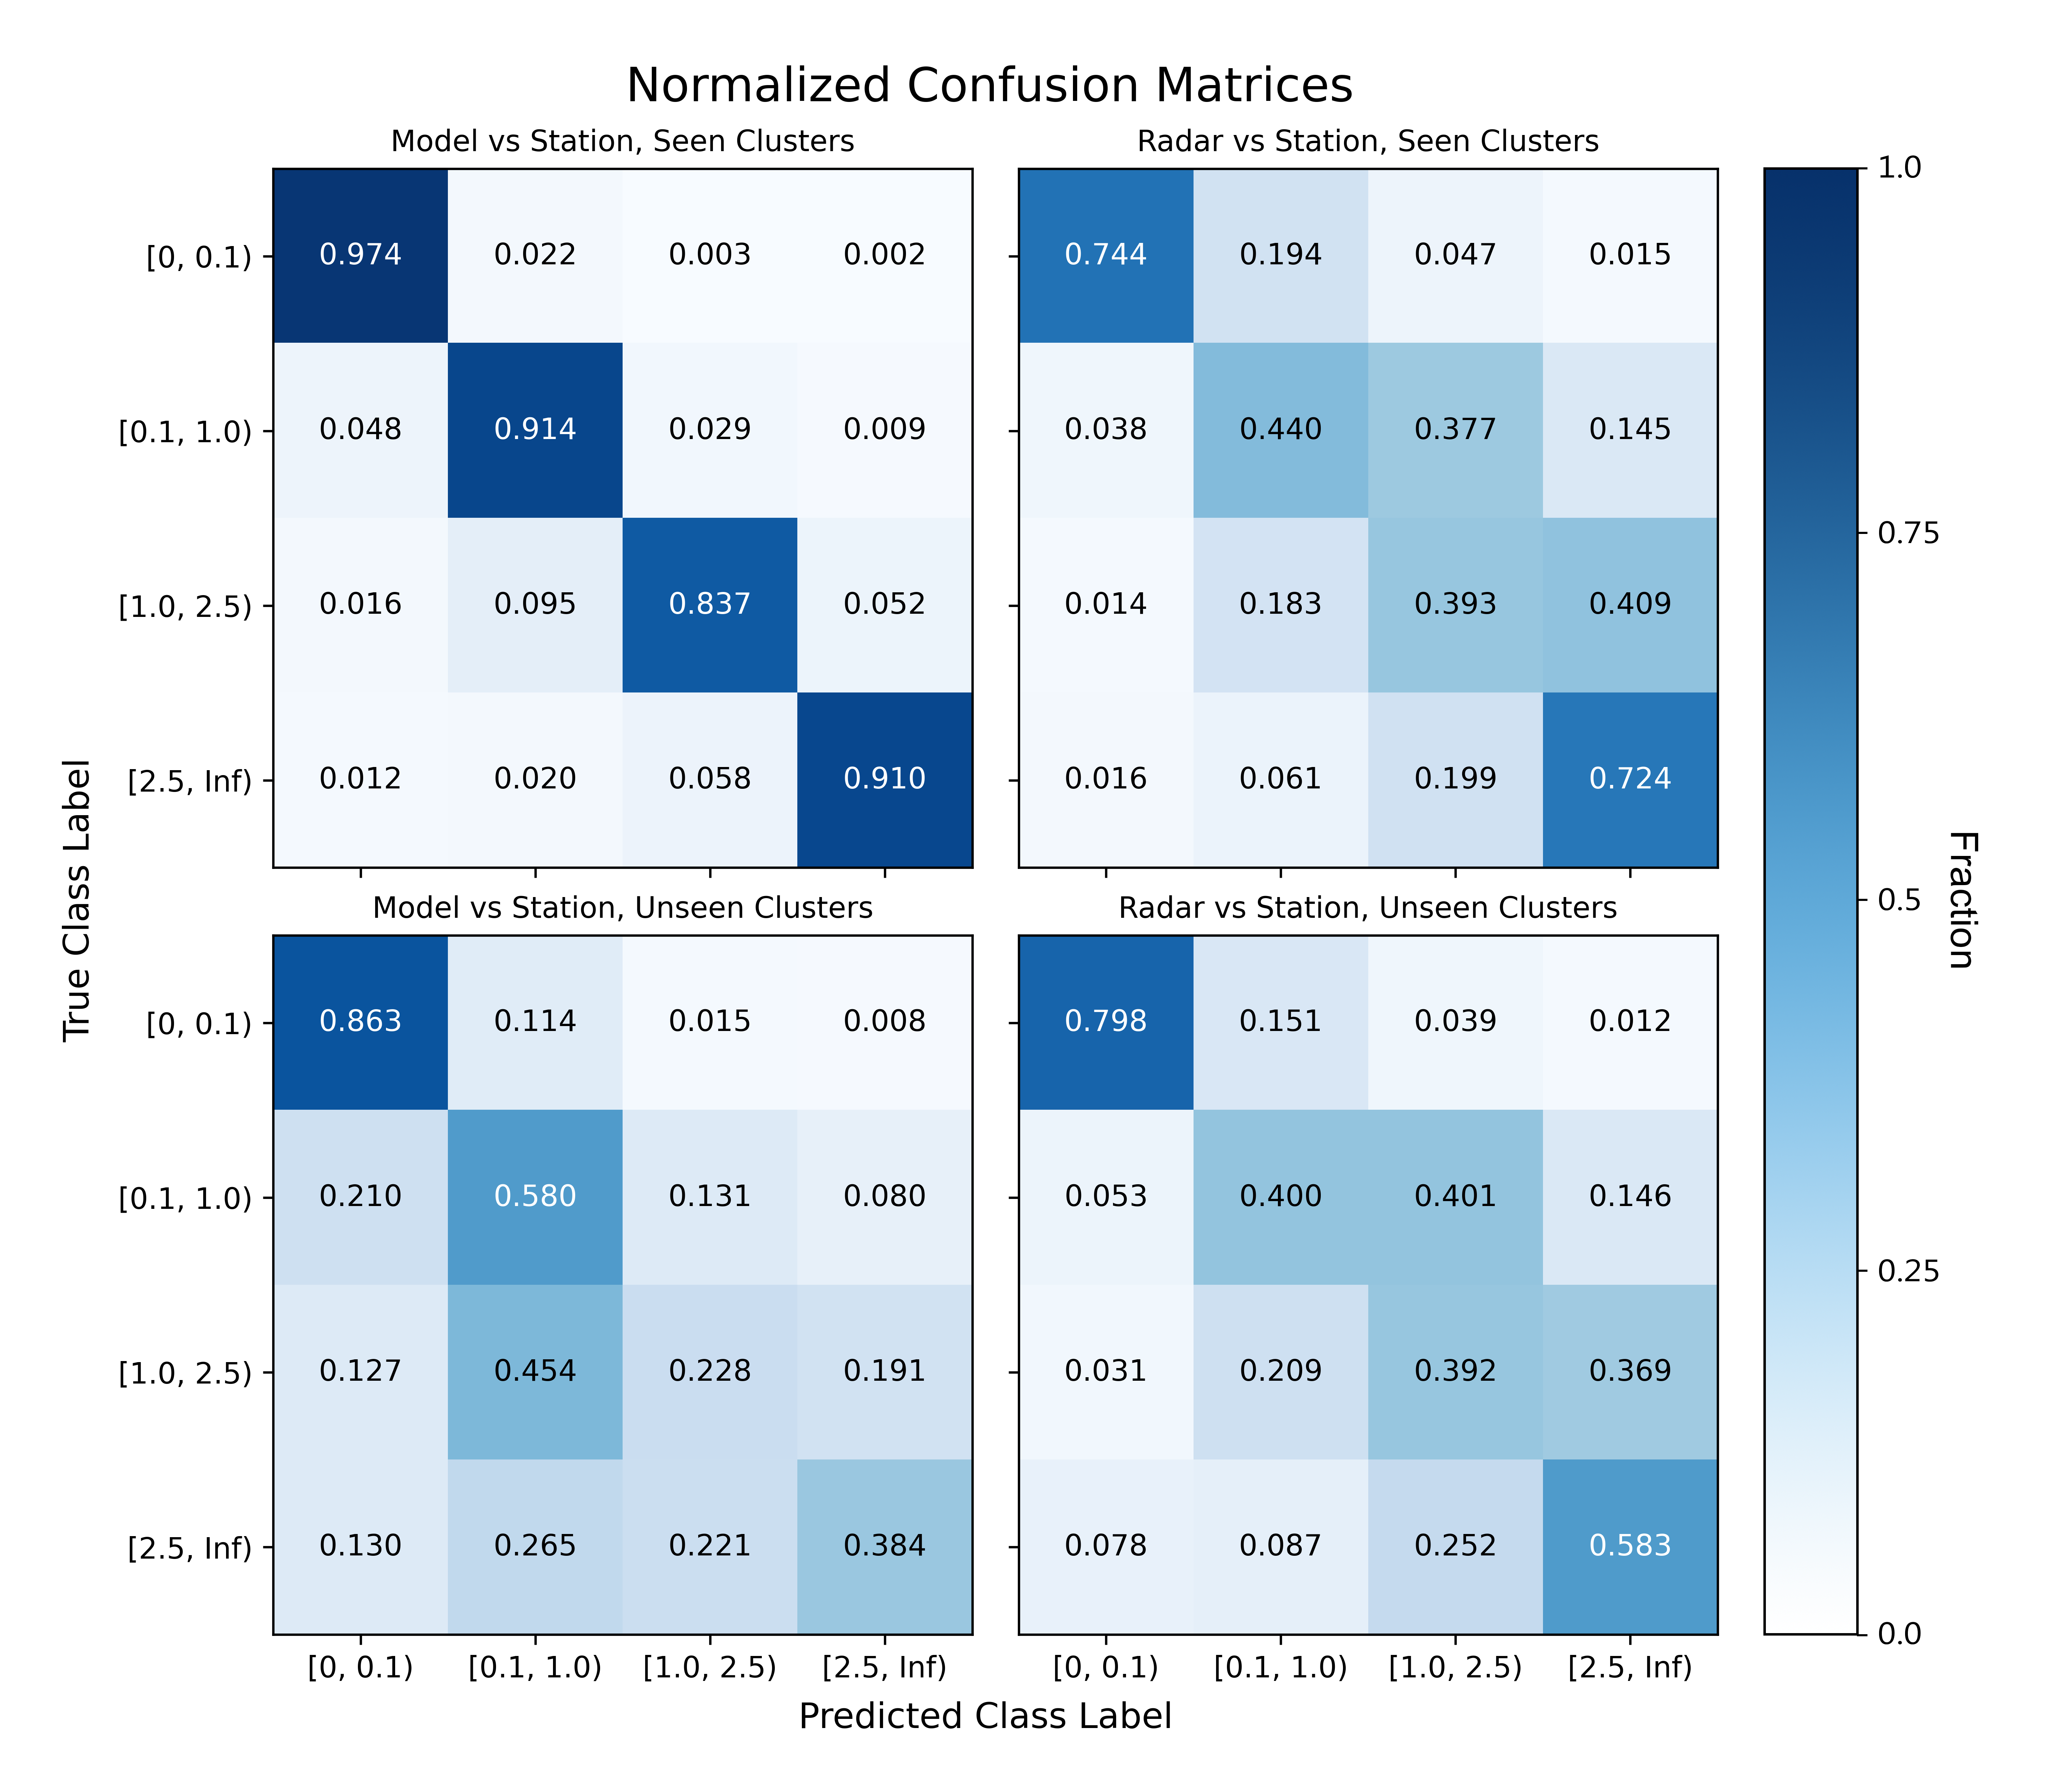 Normalized Confusion Matrices
Model vs Station, Seen Clusters
[0, 0.1) 0.974 0.022 0.003 0.002
[0.1, 1.0) 0.048 0.914 0.029 0.009
[1.0, 2.5) 0.016 0.095 0.837 0.052
[2.5, Inf) 0.012 0.020 0.058 0.910
Radar vs Station, Seen Clusters
0.744 0.194 0.047 0.015
0.038 0.440 0.377 0.145
0.014 0.183 0.393 0.409
0.016 0.061 0.199 0.724
Model vs Station, Unseen Clusters
[0, 0.1) 0.863 0.114 0.015 0.008
[0.1, 1.0) 0.210 0.580 0.131 0.080
[1.0, 2.5) 0.127 0.454 0.228 0.191
[2.5, Inf) 0.130 0.265 0.221 0.384
[0, 0.1) [0.1, 1.0) [1.0, 2.5) [2.5, Inf)
Radar vs Station, Unseen Clusters
0.798 0.151 0.039 0.012
0.053 0.400 0.401 0.146
0.031 0.209 0.392 0.369
0.078 0.087 0.252 0.583
[0, 0.1) [0.1, 1.0) [1.0, 2.5) [2.5, Inf)
True Class Label
Predicted Class Label
1.0
0.75
0.5
0.25
0.0
Fraction